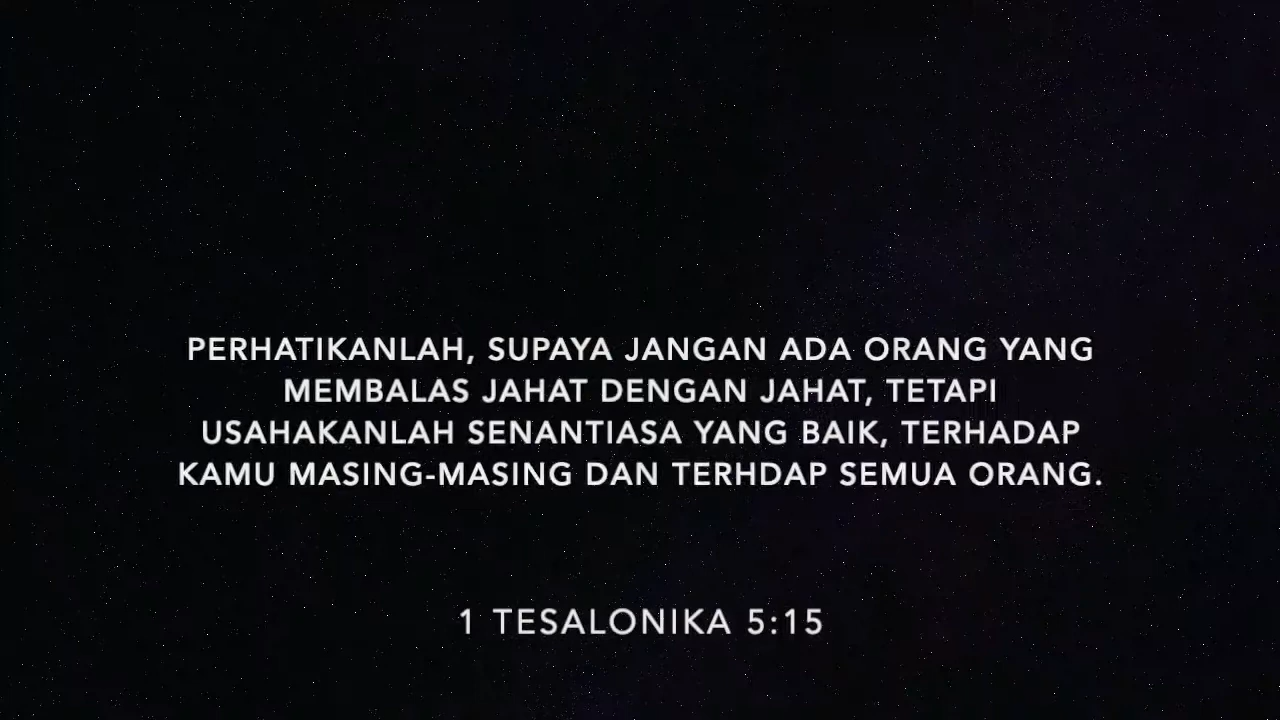 PERHATIKANLAH, SUPAYA JANGAN ADA ORANG YANG
MEMBALAS JAHAT DENGAN JAHAT, TETAPI
USAHAKANLAH SENANTIASA YANG BAIK, TERHADAP
KAMU MASING-MASING DAN TERHDAP SEMUA ORANG.
1 TESALONIKA 5:15